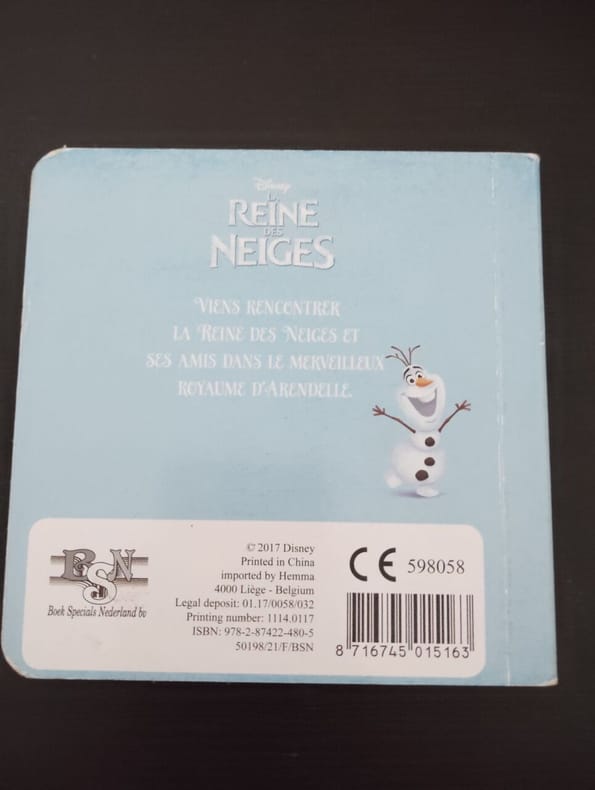 Disney
LA
REINE
DES
NEIGES
VIENS RENCONTRER
LA REINE DES NEIGES ET
SES AMIS DANS LE MERVEILLEUX
ROYAUME D'ARENDELLE.
BSN
Boek Specials Nederland bv
© 2017 Disney
Printed in China
imported by Hemma
4000 Liège - Belgium
Legal deposit: 01.17/0058/032
Printing number: 1114.0117
ISBN: 978-2-87422-480-5
50198/21/F/BSN
CE 598058
8 716745 015163